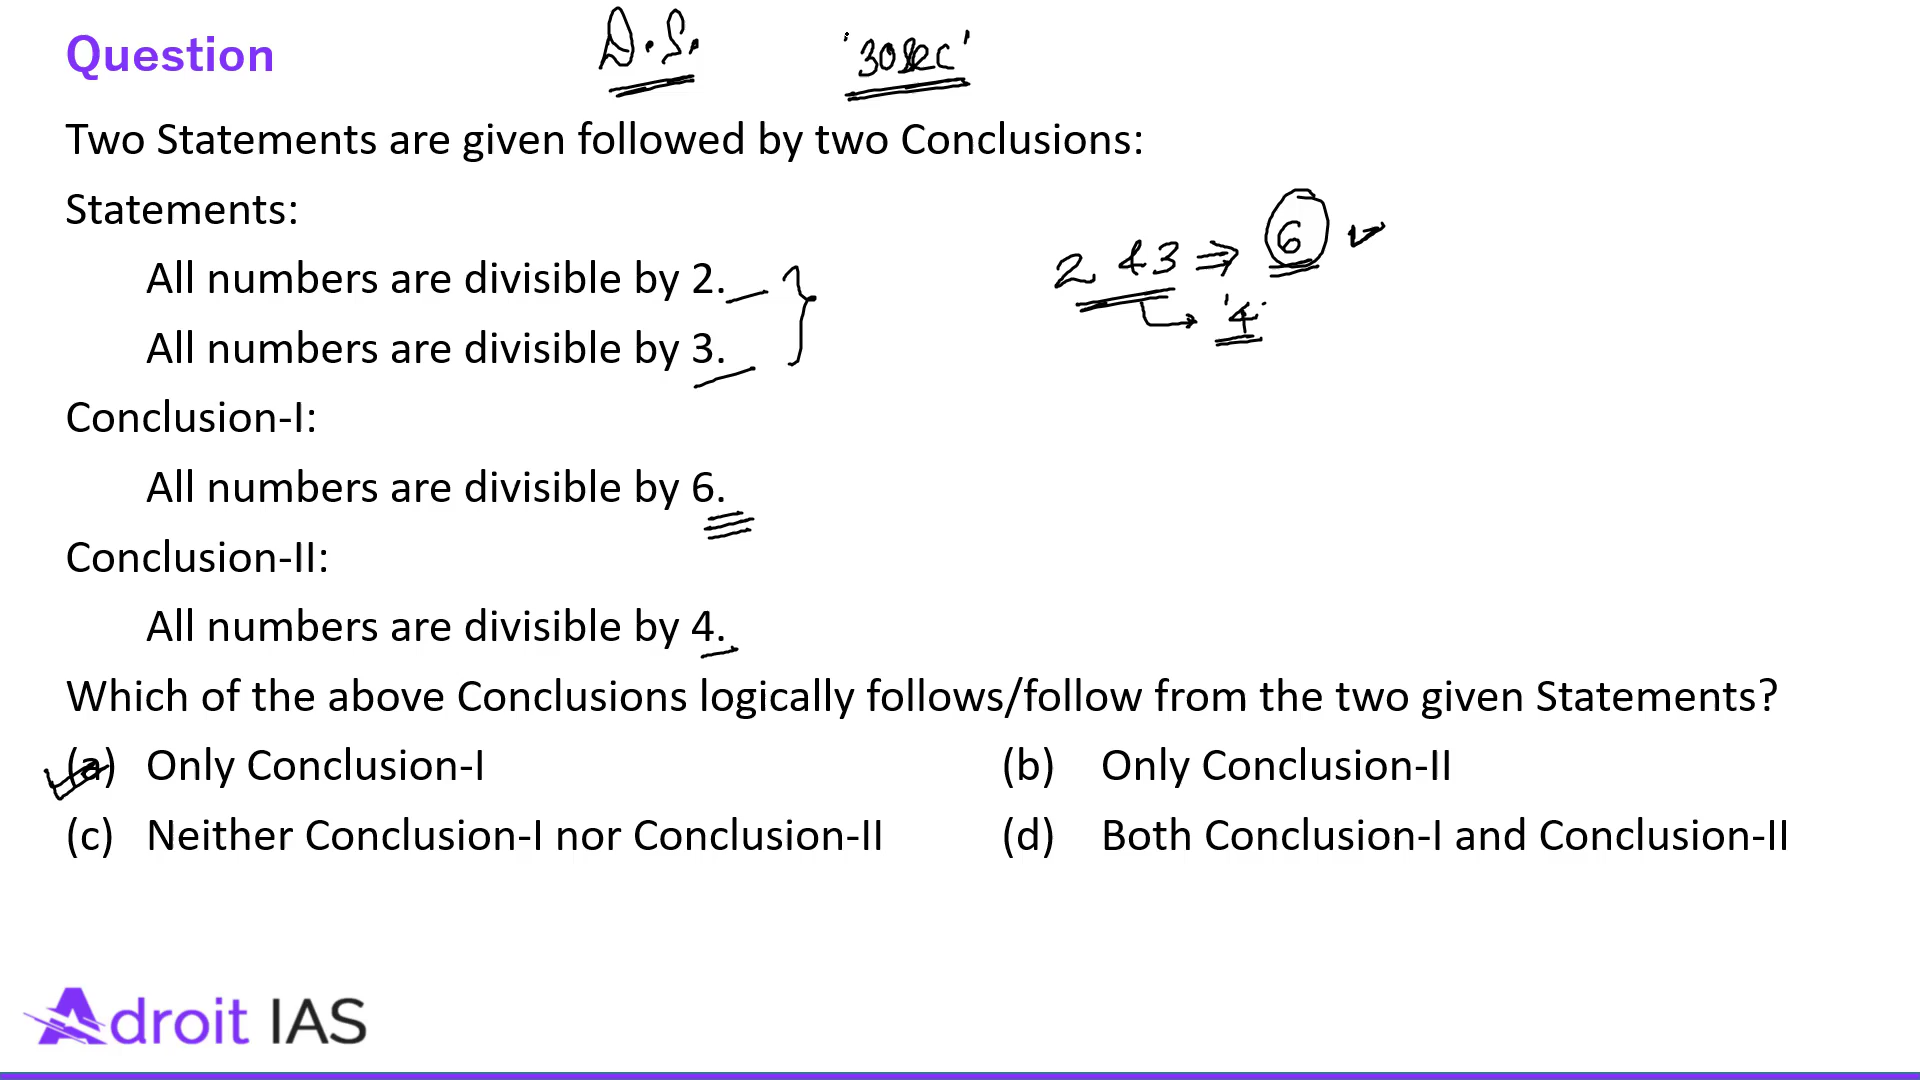 Question
D.S.
'30sec'
Two Statements are given followed by two Conclusions:
Statements:
All numbers are divisible by 2.
2 & 3 ⇒ 6
'4'
All numbers are divisible by 3.
Conclusion-I:
All numbers are divisible by 6.
Conclusion-II:
All numbers are divisible by 4.
Which of the above Conclusions logically follows/follow from the two given Statements?
(a) Only Conclusion-I
(b) Only Conclusion-II
(c) Neither Conclusion-I nor Conclusion-II
(d) Both Conclusion-I and Conclusion-II
Adroit IAS